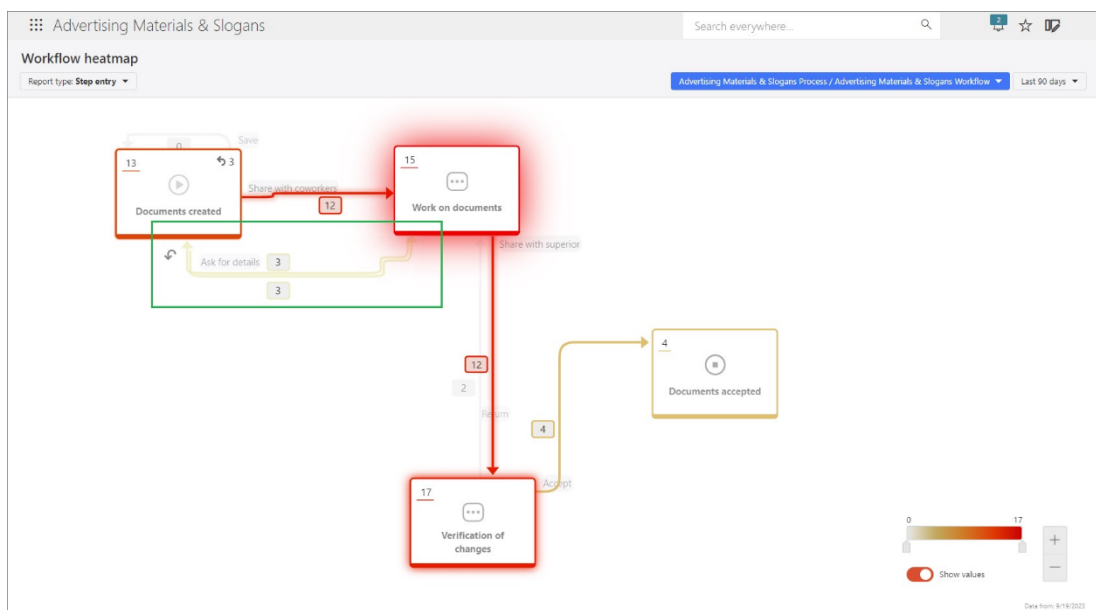 Advertising Materials & Slogans
Search everywhere...
2
Workflow heatmap
Report type: Step entry
Advertising Materials & Slogans Process / Advertising Materials & Slogans Workflow
Last 90 days
Save
0
13
3
Documents created
Share with coworkers
12
15
Work on documents
Ask for details
3
3
Share with superior
12
2
Return
4
Documents accepted
4
Accept
17
Verification of
changes
0
17
Show values
Data from: 9/19/2023